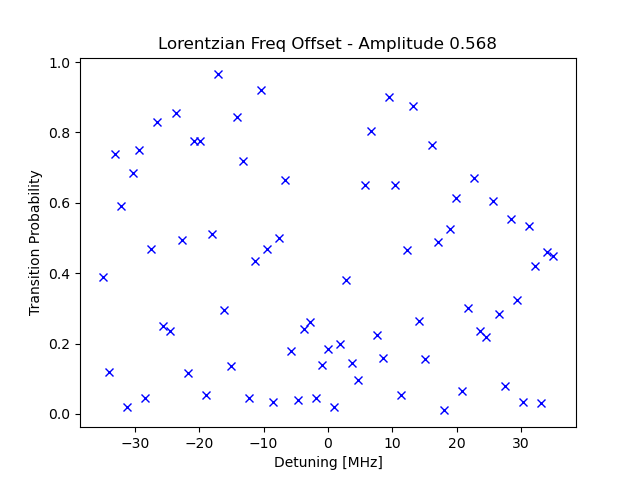 Lorentzian Freq Offset - Amplitude 0.568
1.0
0.8
0.6
0.4
0.2
0.0
Transition Probability
−30 −20 −10 0 10 20 30
Detuning [MHz]